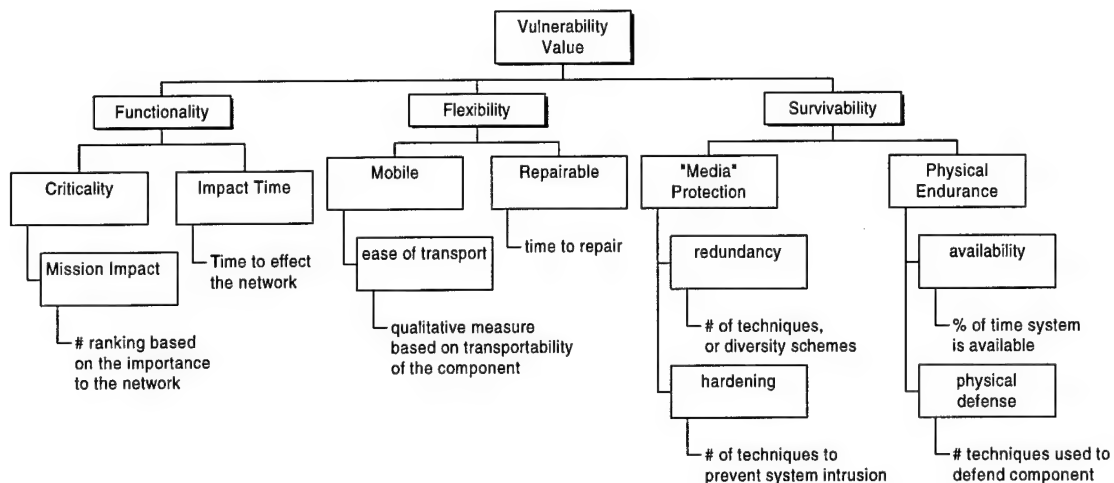 Vulnerability
Value
Functionality
Flexibility
Survivability
Criticality
Impact Time
Mobile
Repairable
"Media"
Protection
Physical
Endurance
Mission Impact
Time to effect
the network
ease of transport
time to repair
redundancy
availability
# ranking based
on the importance
to the network
qualitative measure
based on transportability
of the component
# of techniques,
or diversity schemes
% of time system
is available
hardening
physical
defense
# of techniques to
prevent system intrusion
# techniques used to
defend component